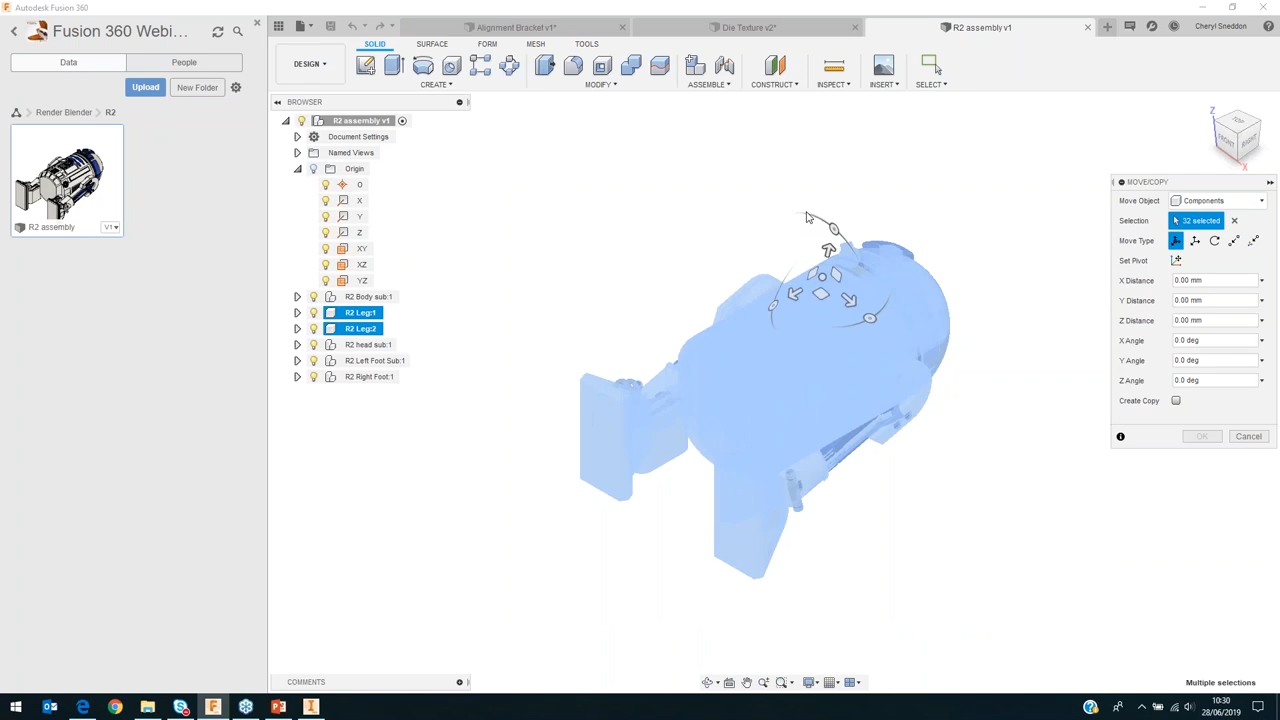 Autodesk Fusion 360
Fusion 360 Webi...
Data
People
Upload
New Folder
Render Blender
R2
R2 assembly
V1
Alignment Bracket v1*
Die Texture v2*
R2 assembly v1
Cheryl Sneddon
SOLID
SURFACE
FORM
MESH
TOOLS
DESIGN
CREATE
MODIFY
ASSEMBLE
CONSTRUCT
INSPECT
INSERT
SELECT
BROWSER
R2 assembly v1
Document Settings
Named Views
Origin
O
X
Y
Z
XY
XZ
YZ
R2 Body sub:1
R2 Leg:1
R2 Leg:2
R2 head sub:1
R2 Left Foot Sub:1
R2 Right Foot:1
Z
TOP
FRONT
RIGHT
X
MOVE/COPY
Move Object Components
Selection 32 selected
Move Type
Set Pivot
X Distance 0.00 mm
Y Distance 0.00 mm
Z Distance 0.00 mm
X Angle 0.0 deg
Y Angle 0.0 deg
Z Angle 0.0 deg
Create Copy
OK Cancel
COMMENTS
Multiple selections
10:30
28/06/2019